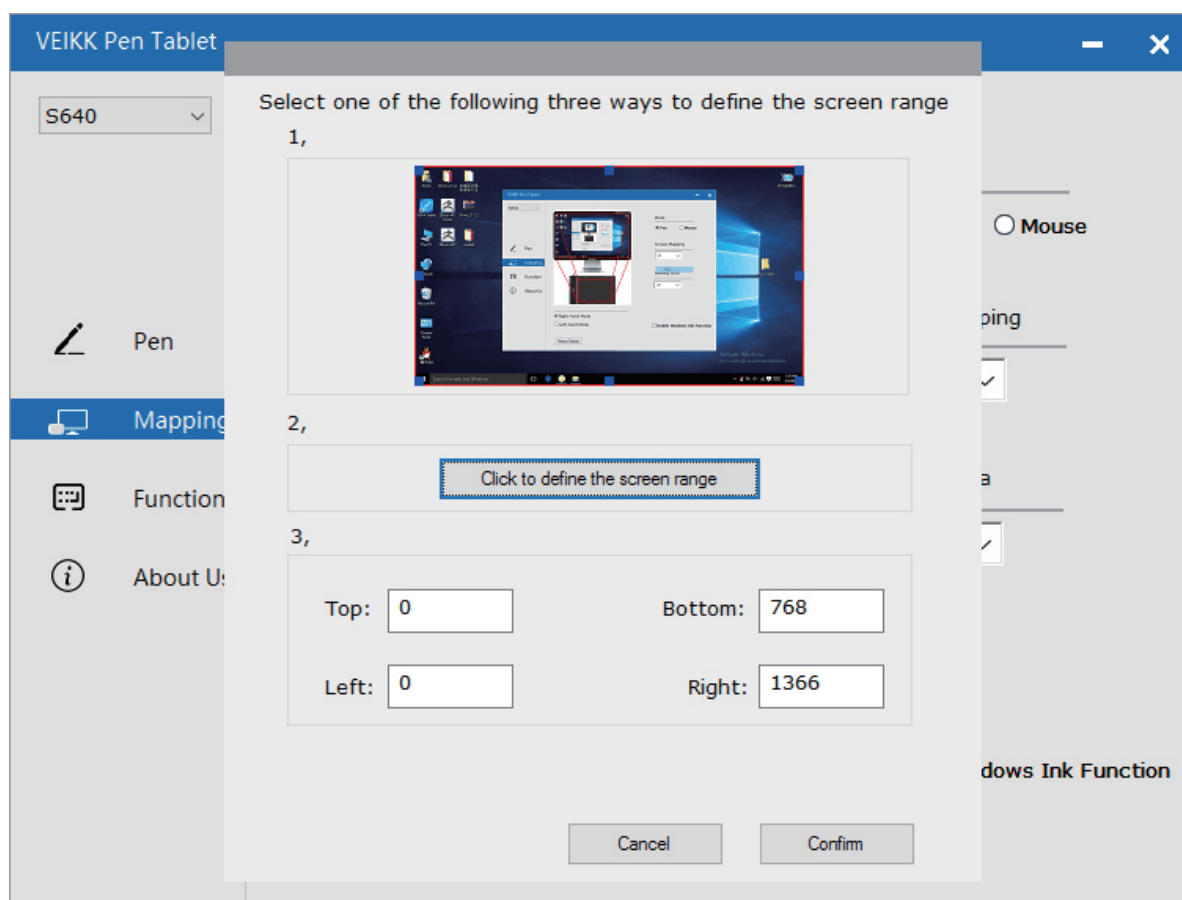 VEIKK Pen Tablet
S640
Pen
Mapping
Function
About Us
Select one of the following three ways to define the screen range
1,
2,
Click to define the screen range
3,
Top: 0
Bottom: 768
Left: 0
Right: 1366
Cancel
Confirm
Mouse
ping
a
dows Ink Function